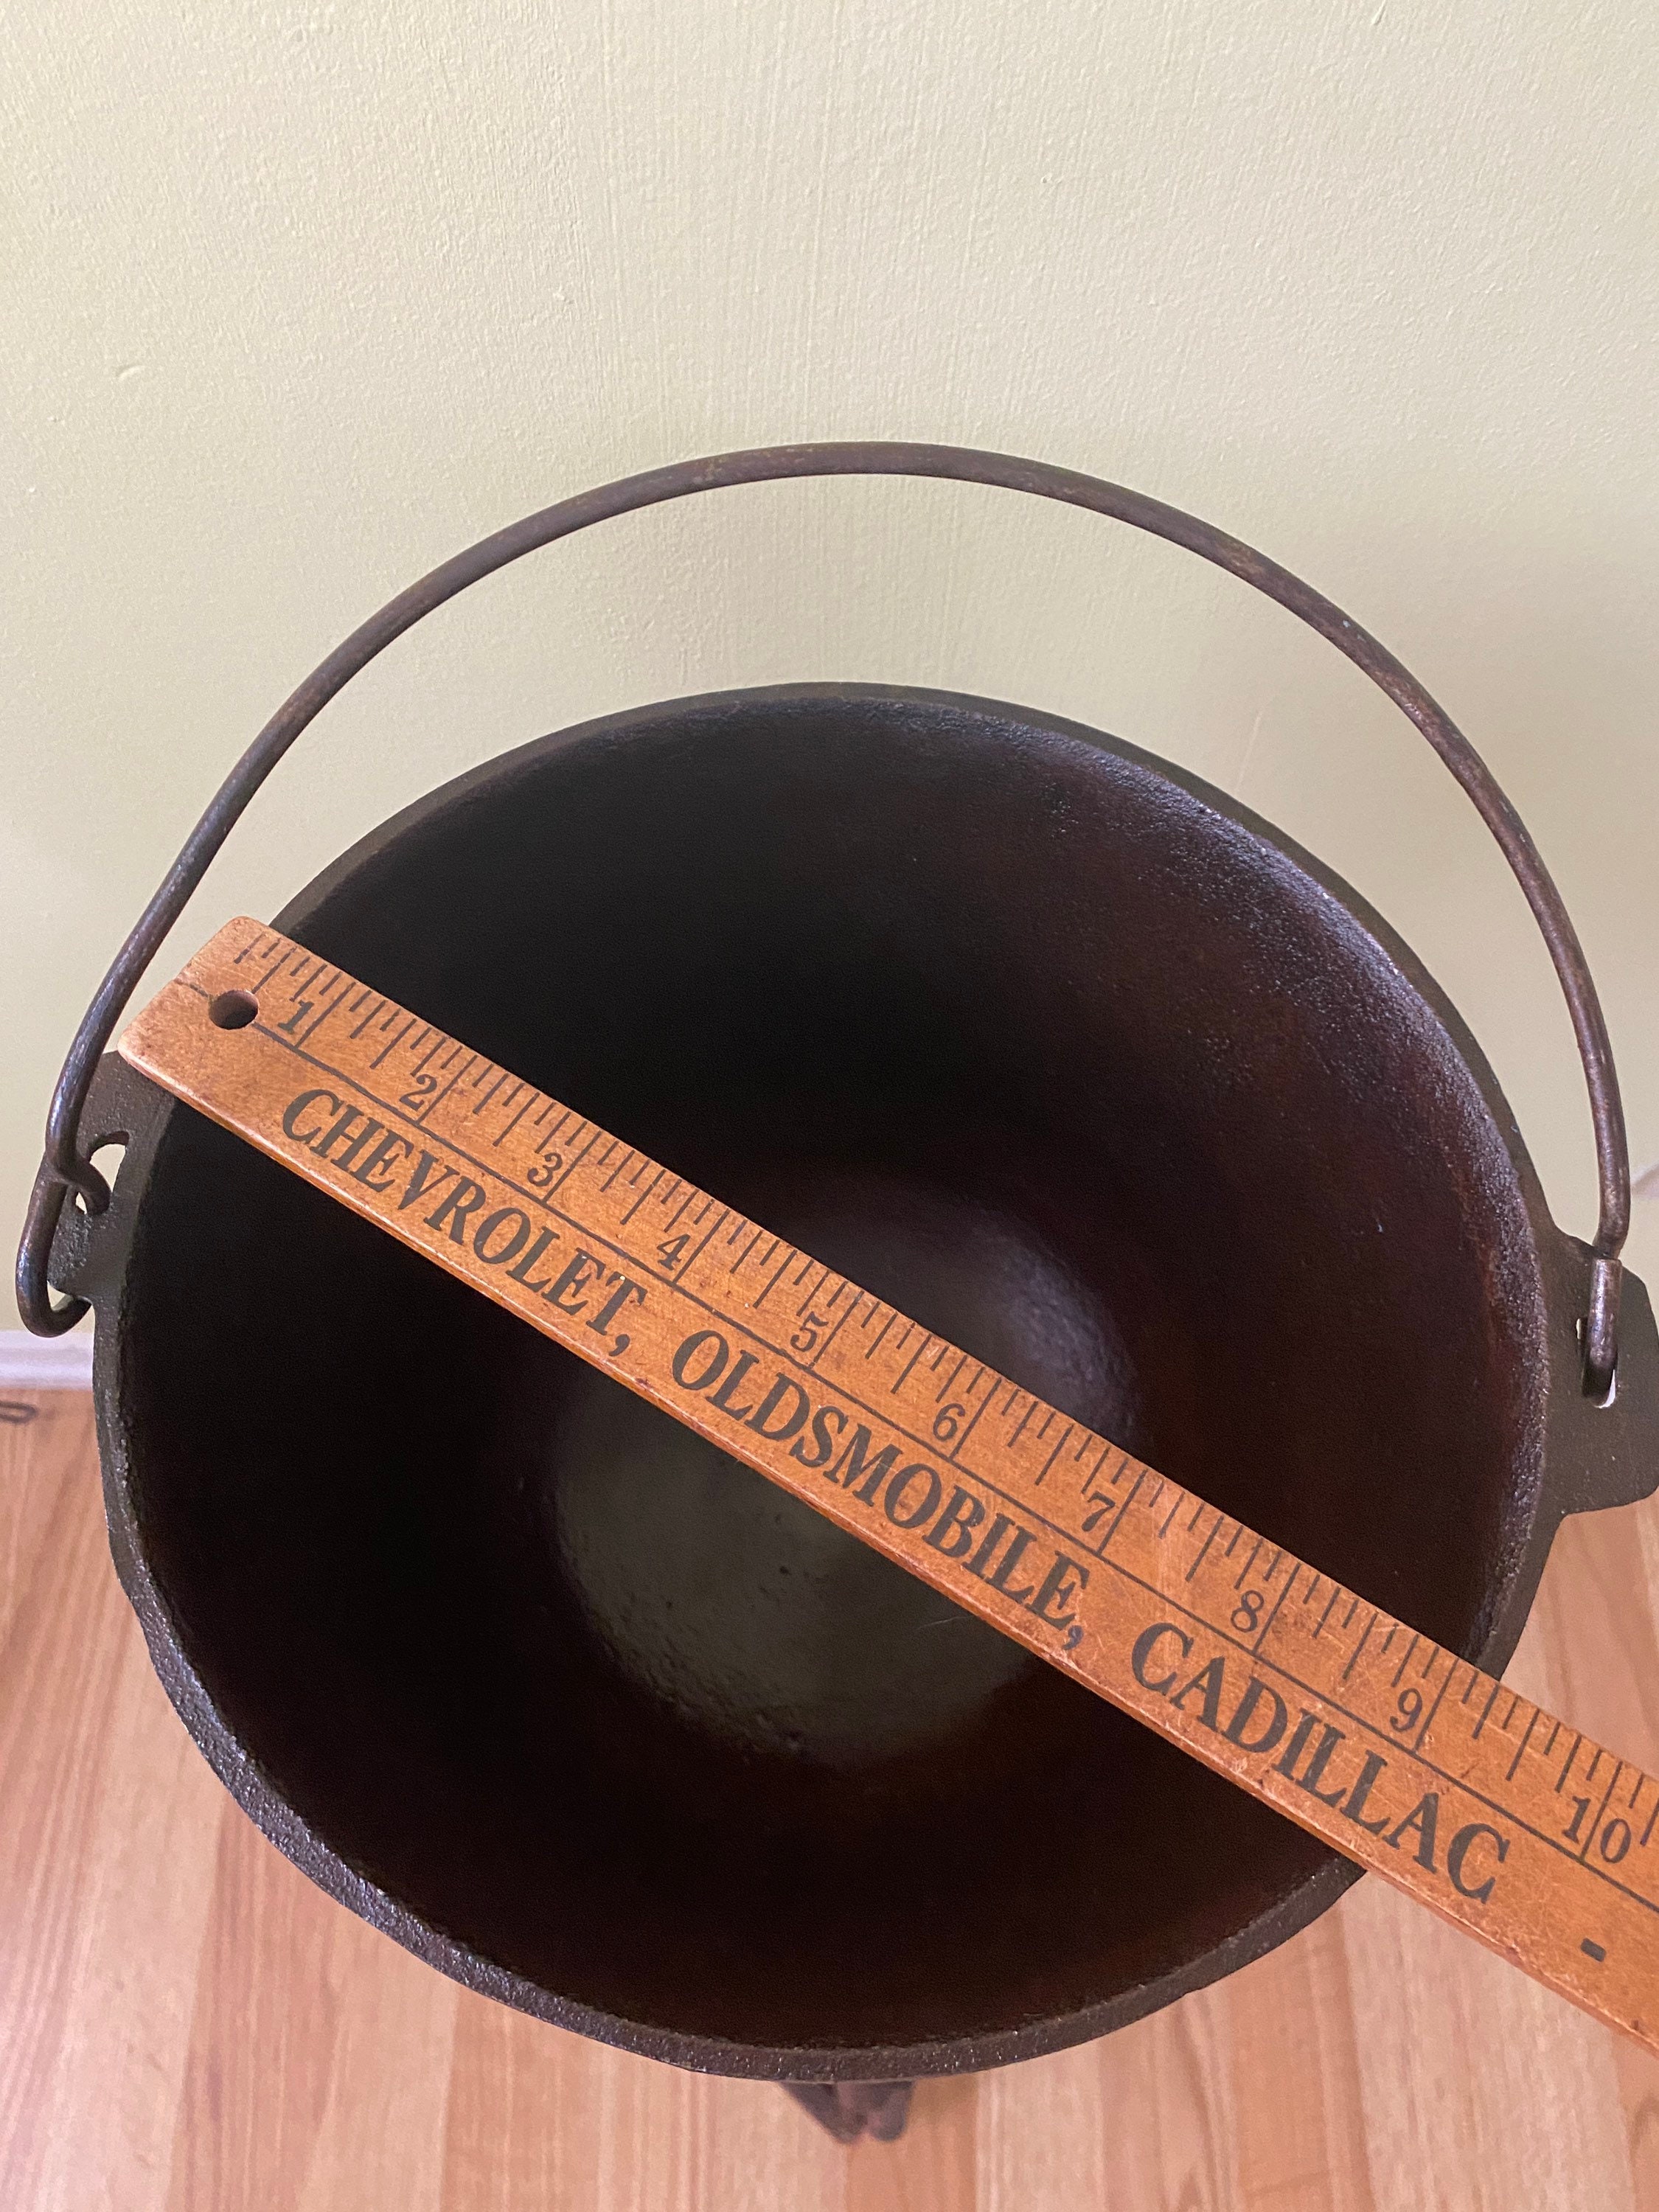 1 2 3 4 5 6 7 8 9 10
CHEVROLET, OLDSMOBILE, CADILLAC -